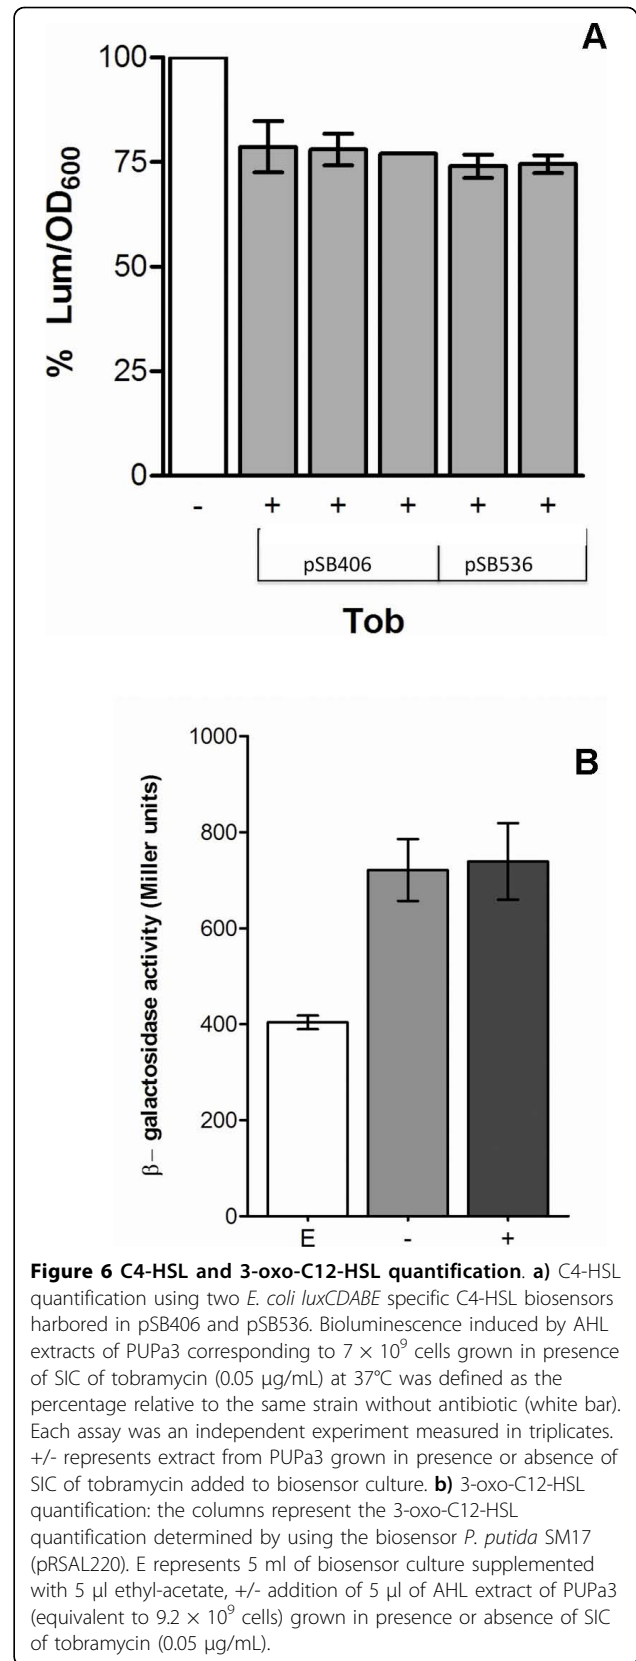 A
100
75
50
25
0
% Lum/OD600
- + + + + +
pSB406 pSB536
Tob
B
1000
800
600
400
200
0
β– galactosidase activity (Miller units)
E - +
Figure 6 C4-HSL and 3-oxo-C12-HSL quantification. a) C4-HSL
quantification using two E. coli luxCDABE specific C4-HSL biosensors
harbored in pSB406 and pSB536. Bioluminescence induced by AHL
extracts of PUPa3 corresponding to 7 × 10⁹ cells grown in presence
of SIC of tobramycin (0.05 μg/mL) at 37°C was defined as the
percentage relative to the same strain without antibiotic (white bar).
Each assay was an independent experiment measured in triplicates.
+/- represents extract from PUPa3 grown in presence or absence of
SIC of tobramycin added to biosensor culture. b) 3-oxo-C12-HSL
quantification: the columns represent the 3-oxo-C12-HSL
quantification determined by using the biosensor P. putida SM17
(pRSAL220). E represents 5 ml of biosensor culture supplemented
with 5 μl ethyl-acetate, +/- addition of 5 μl of AHL extract of PUPa3
(equivalent to 9.2 × 10⁹ cells) grown in presence or absence of SIC
of tobramycin (0.05 μg/mL).